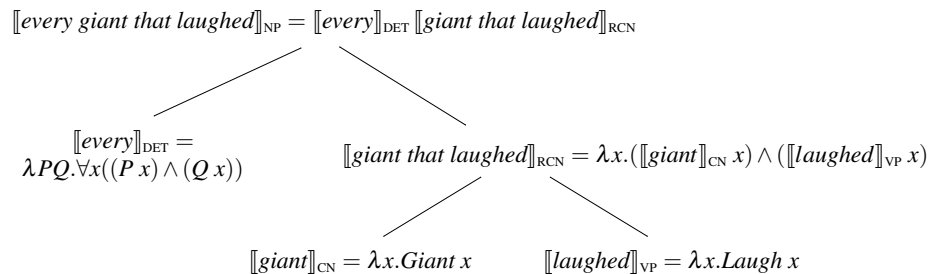 ⟦every giant that laughed⟧NP = ⟦every⟧DET ⟦giant that laughed⟧RCN
⟦every⟧DET =
λPQ.∀x((P x) ∧ (Q x))
⟦giant that laughed⟧RCN = λx.(⟦giant⟧CN x) ∧ (⟦laughed⟧VP x)
⟦giant⟧CN = λx.Giant x
⟦laughed⟧VP = λx.Laugh x